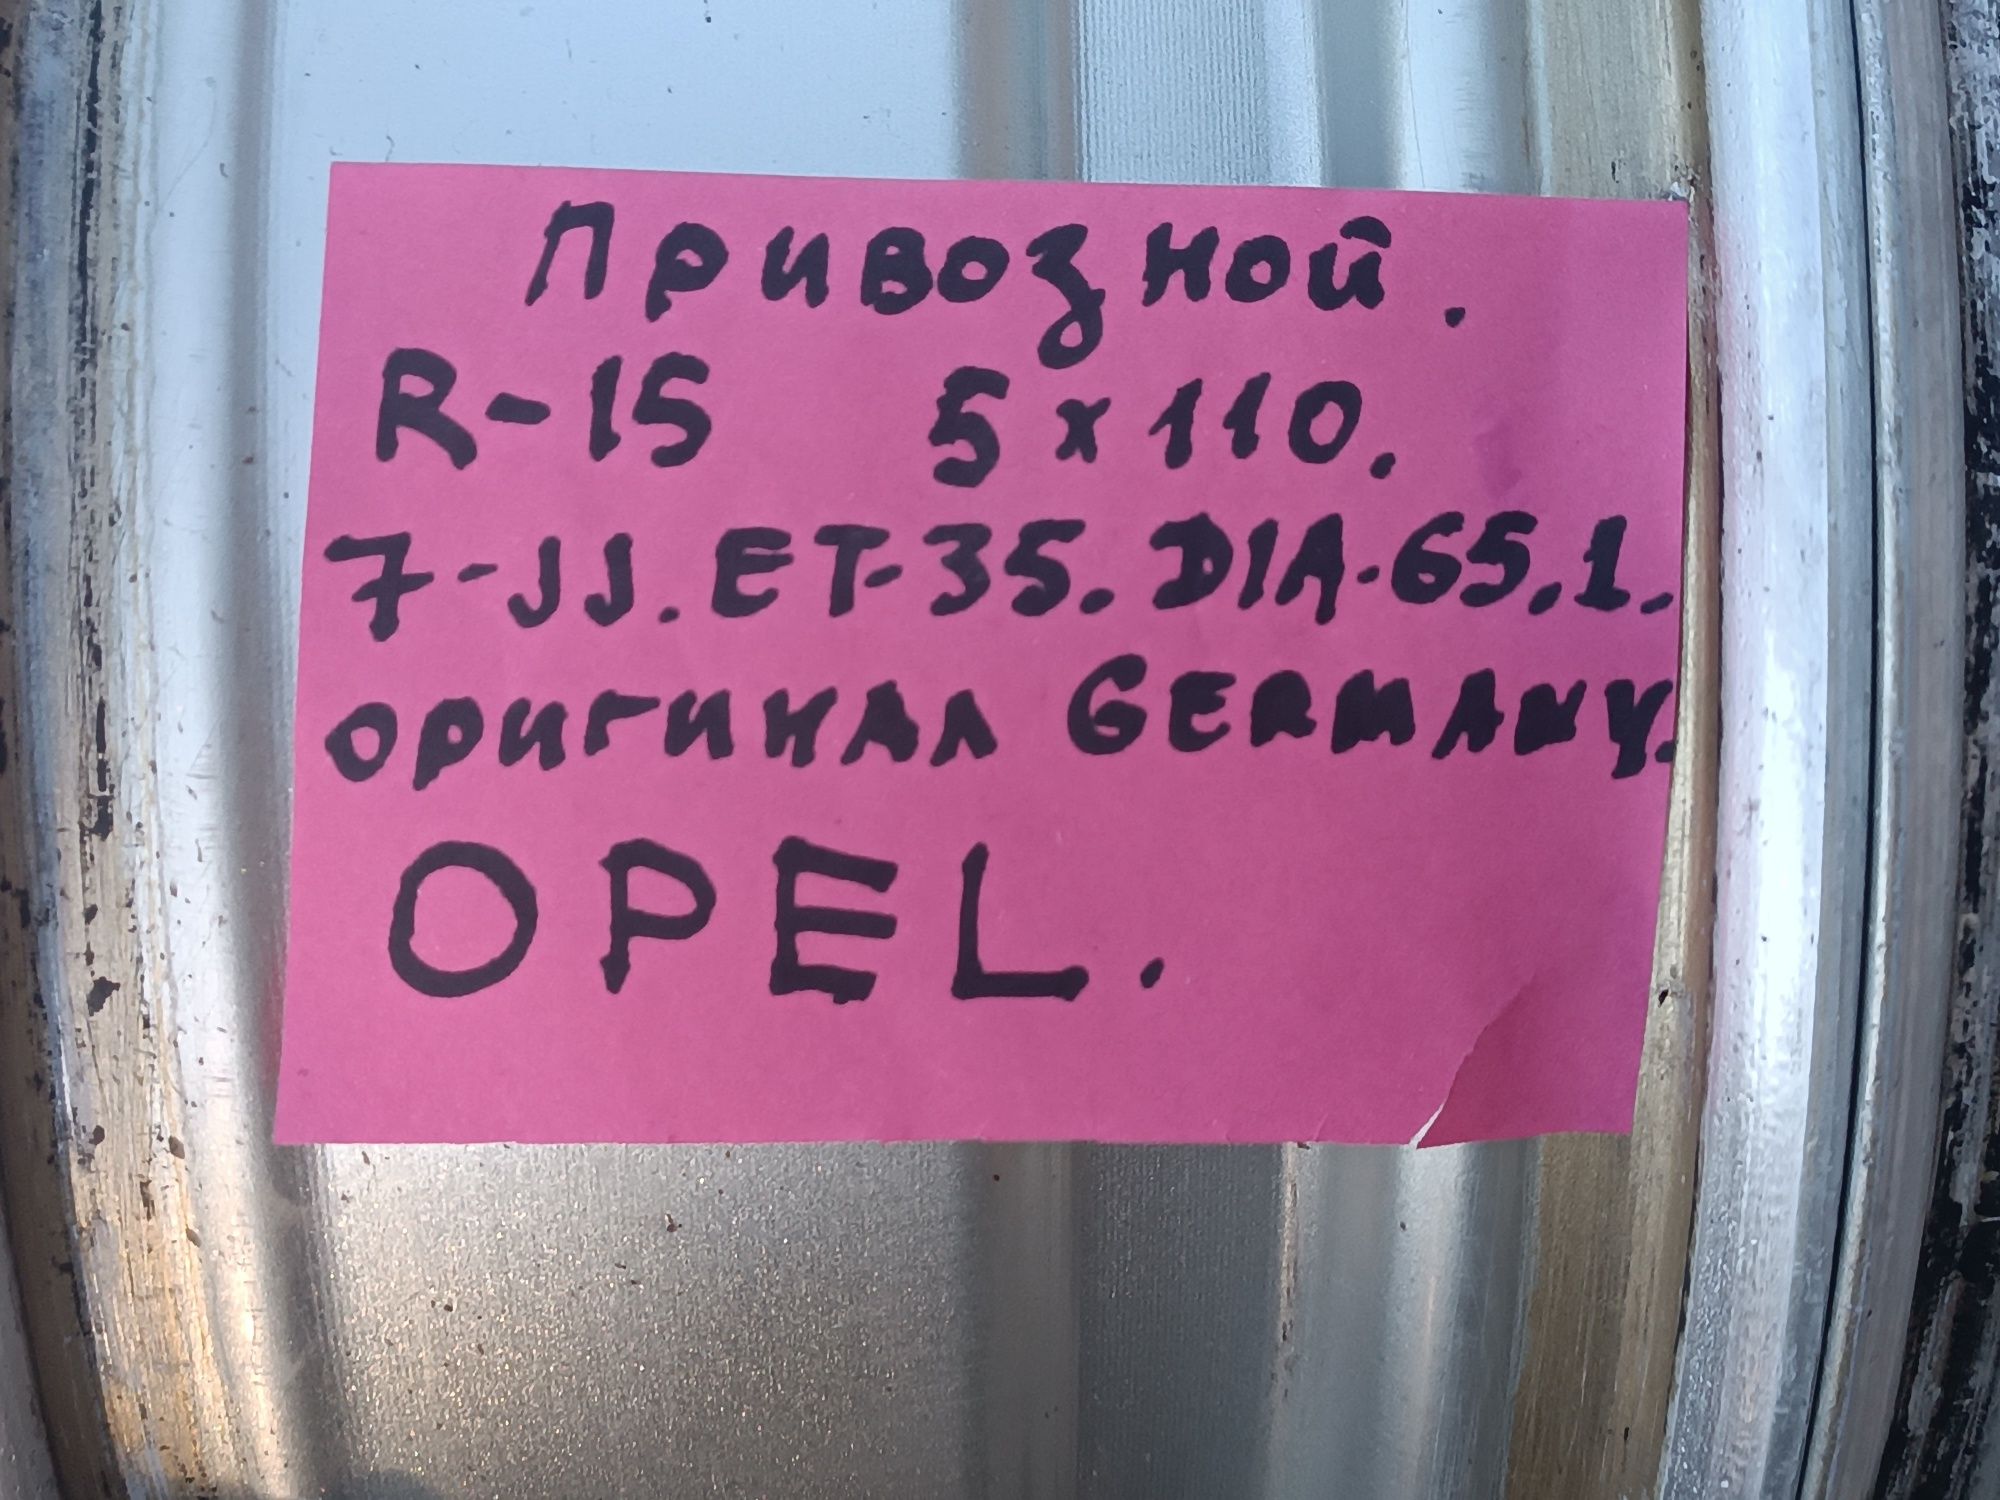 Привозной.
R-15 5x110.
7-JJ. ET-35. DIA-65.1.
оригинал GERMANY.
OPEL.